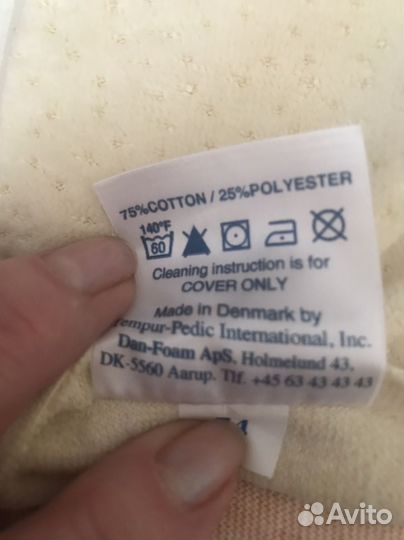 75%COTTON / 25%POLYESTER
140°F
60
Cleaning instruction is for
COVER ONLY
Made in Denmark by
Tempur-Pedic International, Inc.
Dan-Foam ApS. Holmelund 43.
DK-5560 Aarup. Tlf. +45 63 43 43 43
Avito